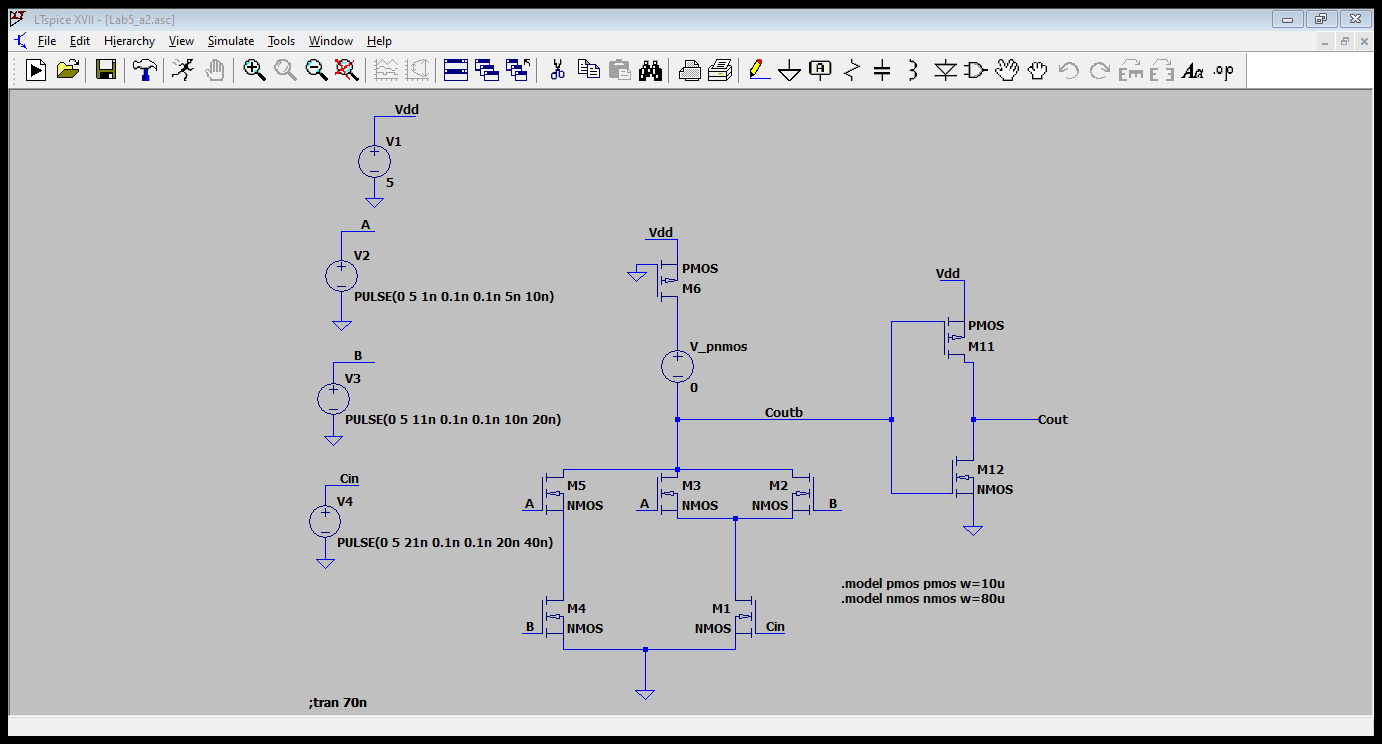 LTspice XVII - [Lab5_a2.asc]
File Edit Hierarchy View Simulate Tools Window Help
.op
Vdd
V1
5
A
V2
PULSE(0 5 1n 0.1n 0.1n 5n 10n)
B
V3
PULSE(0 5 11n 0.1n 0.1n 10n 20n)
Cin
V4
PULSE(0 5 21n 0.1n 0.1n 20n 40n)
Vdd
PMOS
M6
V_pnmos
0
Coutb
Vdd
PMOS
M11
Cout
M12
NMOS
M5
A
NMOS
M3
A
NMOS
M2
NMOS
B
M4
B
NMOS
M1
NMOS
Cin
.model pmos pmos w=10u
.model nmos nmos w=80u
;tran 70n